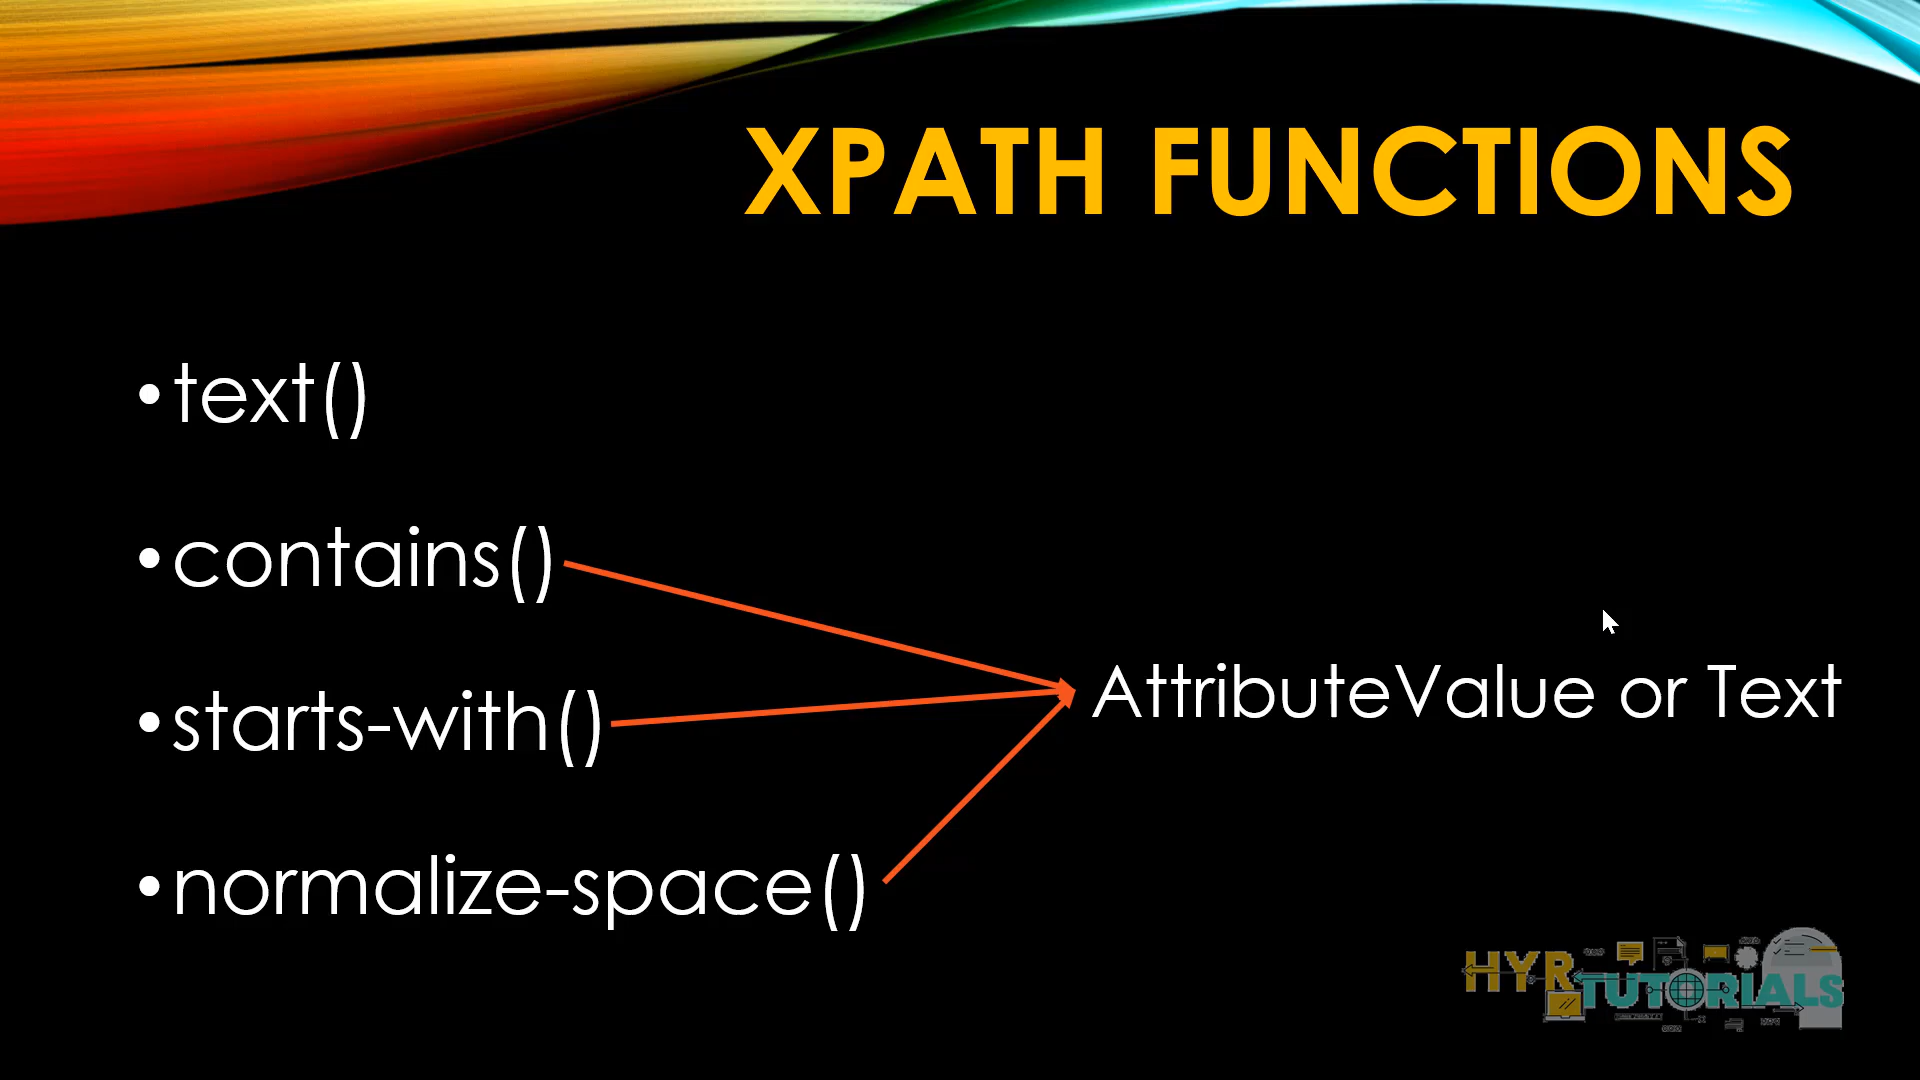 XPATH FUNCTIONS
•text()
•contains()
•starts-with()
AttributeValue or Text
•normalize-space()
HYR TUTORIALS